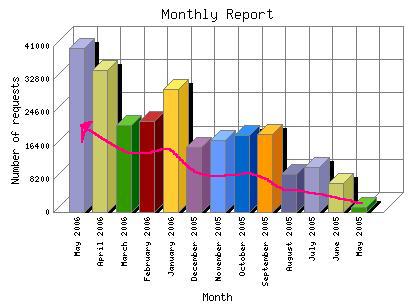 Monthly Report
Number of requests
41000
32800
24600
16400
8200
0
May 2006
April 2006
March 2006
February 2006
January 2006
December 2005
November 2005
October 2005
September 2005
August 2005
July 2005
June 2005
May 2005
Month